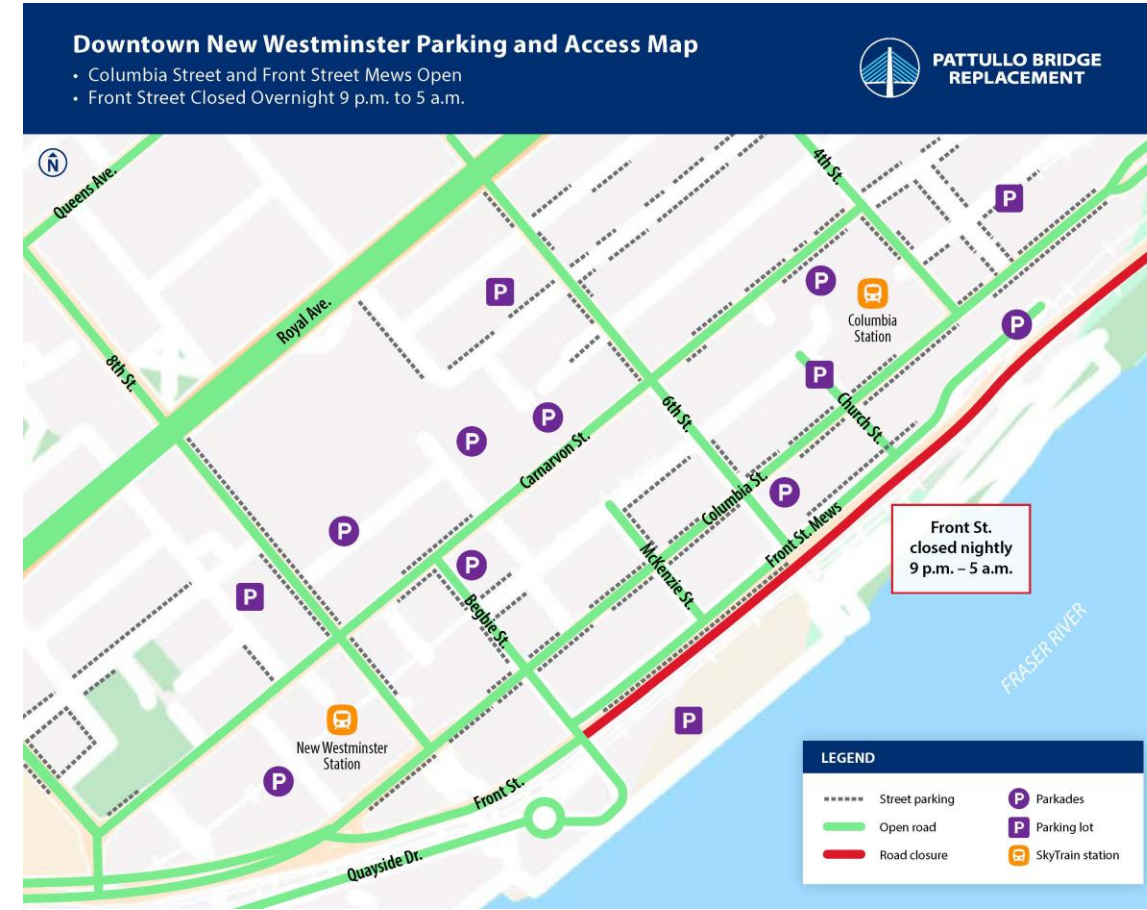 Downtown New Westminster Parking and Access Map
• Columbia Street and Front Street Mews Open
• Front Street Closed Overnight 9 p.m. to 5 a.m.
PATTULLO BRIDGE
REPLACEMENT
N
Queens Ave.
4th St.
P
Royal Ave.
P
P
Columbia
Station
P
8th St.
P
Church St.
6th St.
P
P
Carnarvon St.
Columbia St.
P
Front St. Mews
P
Front St.
closed nightly
9 p.m. – 5 a.m.
P
McKenzie St.
P
Begbie St.
FRASER RIVER
P
New Westminster
Station
P
Front St.
Quayside Dr.
LEGEND
Street parking
P Parkades
Open road
P Parking lot
Road closure
SkyTrain station